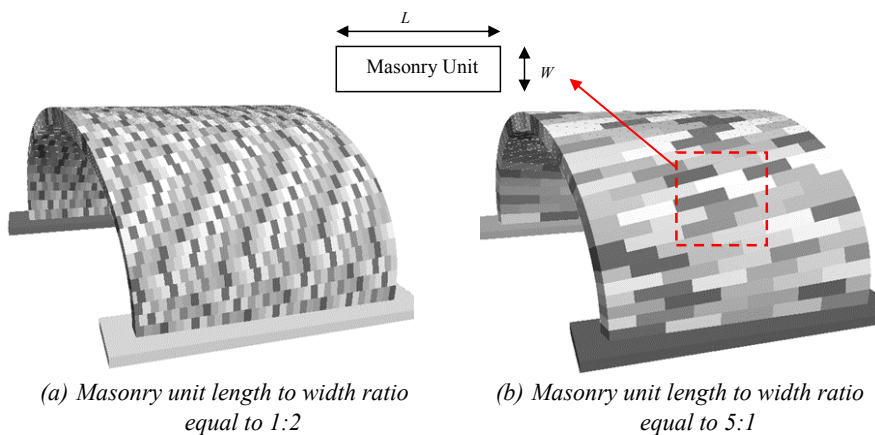 L
Masonry Unit
W
(a) Masonry unit length to width ratio
equal to 1:2
(b) Masonry unit length to width ratio
equal to 5:1